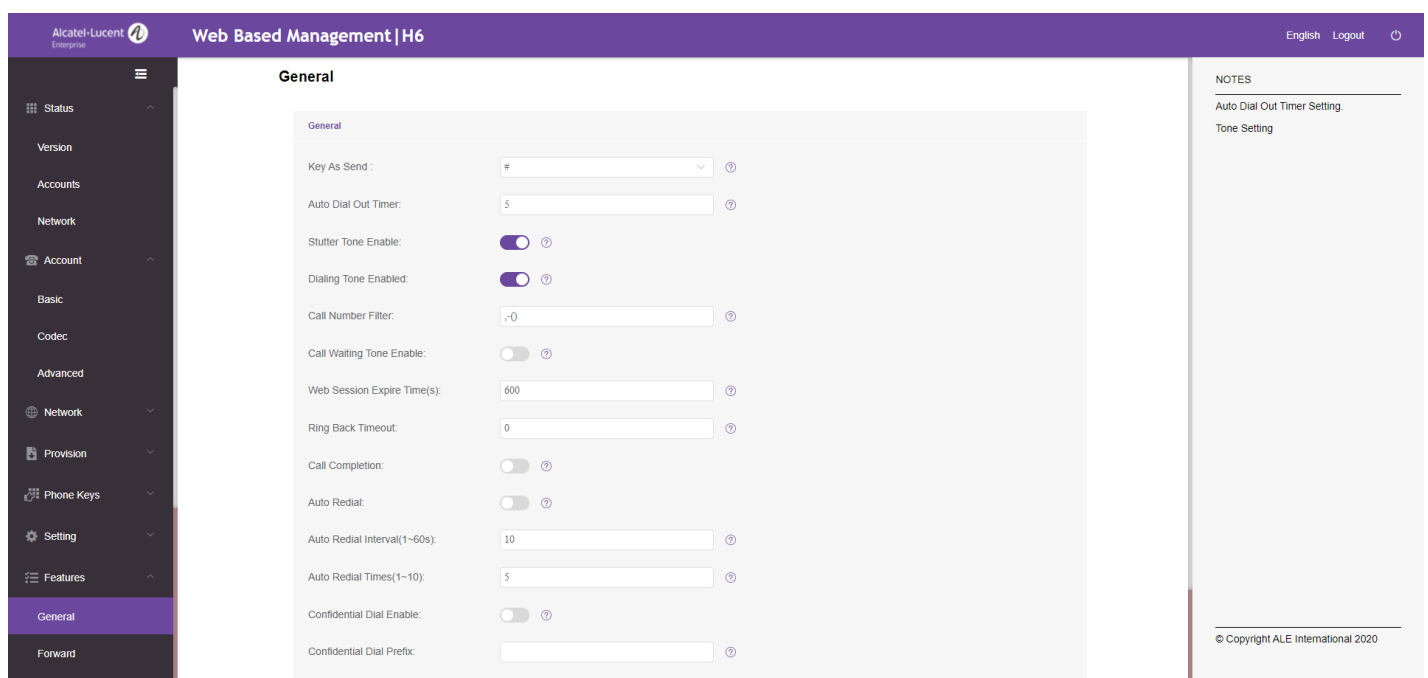 Alcatel·Lucent
Enterprise
Web Based Management|H6
English Logout
Status
Version
Accounts
Network
Account
Basic
Codec
Advanced
Network
Provision
Phone Keys
Setting
Features
General
Forward
General
General
Key As Send : #
Auto Dial Out Timer: 5
Stutter Tone Enable:
Dialing Tone Enabled:
Call Number Filter: ,-()
Call Waiting Tone Enable:
Web Session Expire Time(s): 600
Ring Back Timeout: 0
Call Completion:
Auto Redial:
Auto Redial Interval(1~60s): 10
Auto Redial Times(1~10): 5
Confidential Dial Enable:
Confidential Dial Prefix:
NOTES
Auto Dial Out Timer Setting.
Tone Setting
© Copyright ALE International 2020